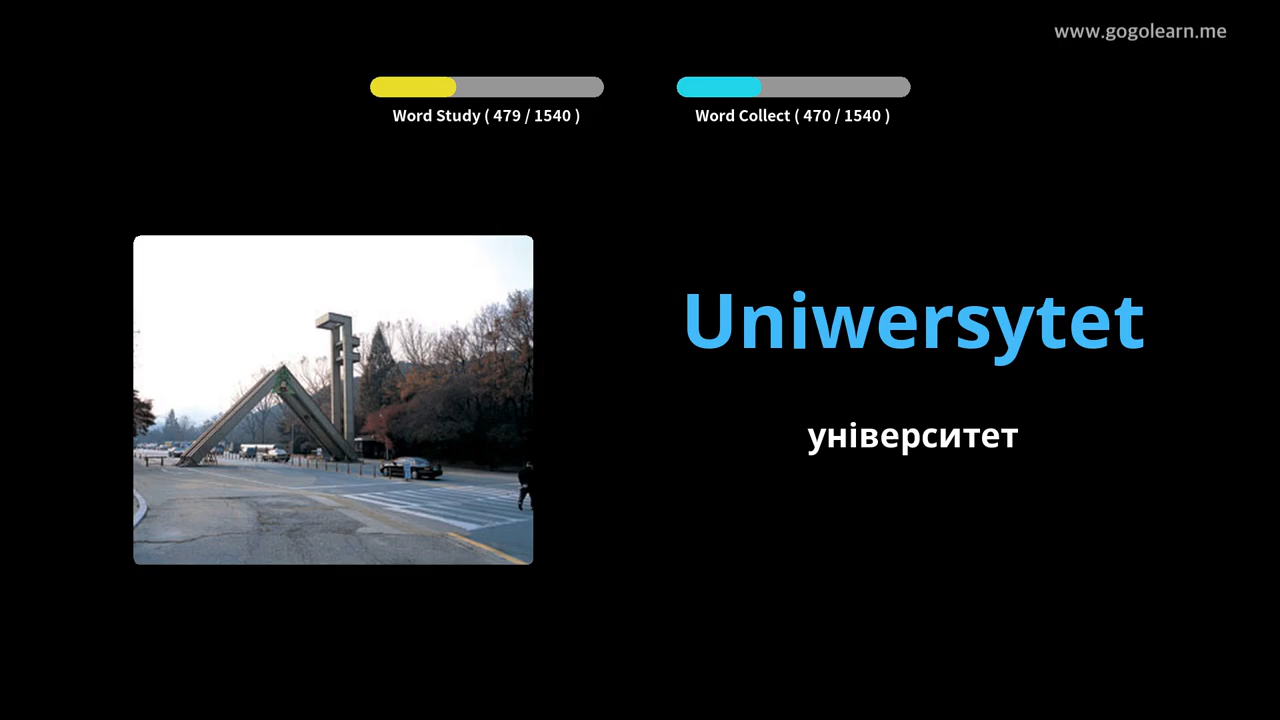 www.gogolearn.me
Word Study ( 479 / 1540 )
Word Collect ( 470 / 1540 )
Uniwersytet
університет